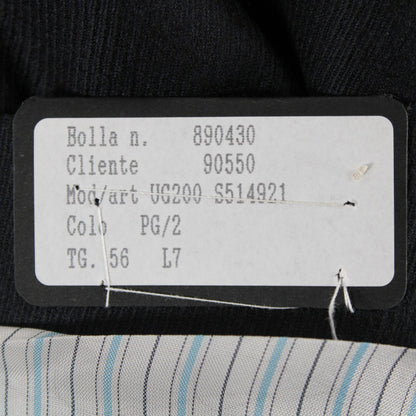 Bolla n. 890430
Cliente 90550
Mod/art UG200 S514921
Colo PG/2
TG. 56 L7